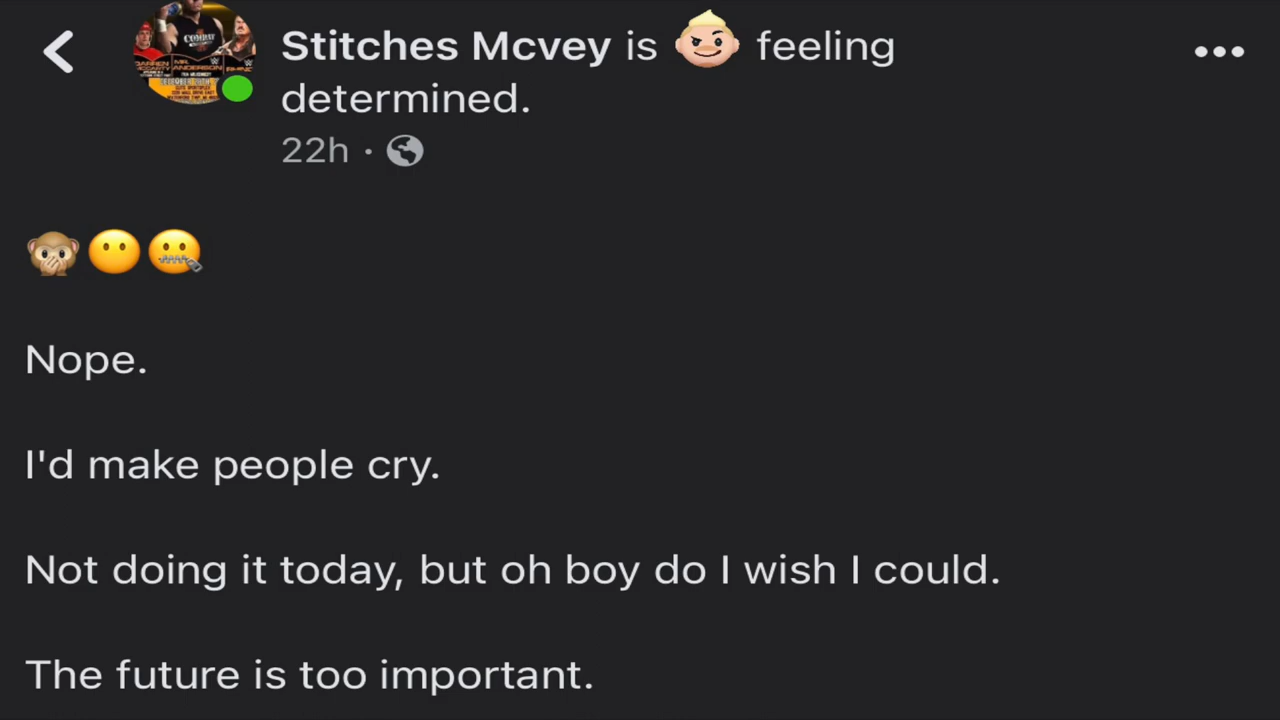 Stitches Mcvey is 😏 feeling
determined.
22h ·
🙊😶🤐
Nope.
I'd make people cry.
Not doing it today, but oh boy do I wish I could.
The future is too important.